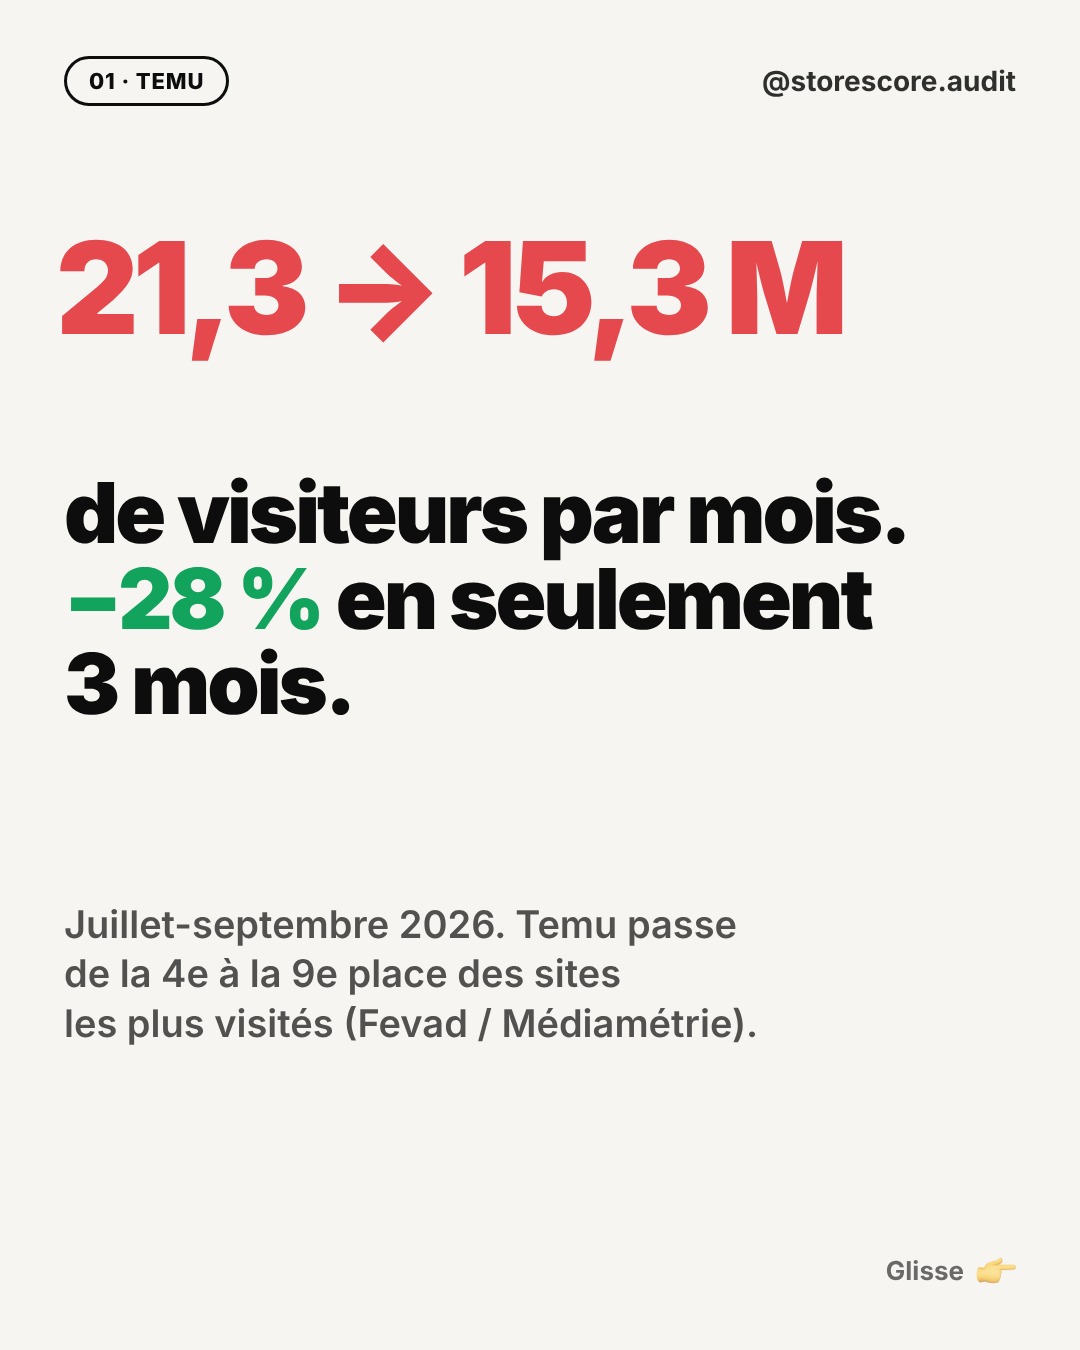 01 · TEMU
@storescore.audit
21,3 → 15,3 M
de visiteurs par mois.
−28 % en seulement
3 mois.
Juillet-septembre 2026. Temu passe
de la 4e à la 9e place des sites
les plus visités (Fevad / Médiamétrie).
Glisse 👉